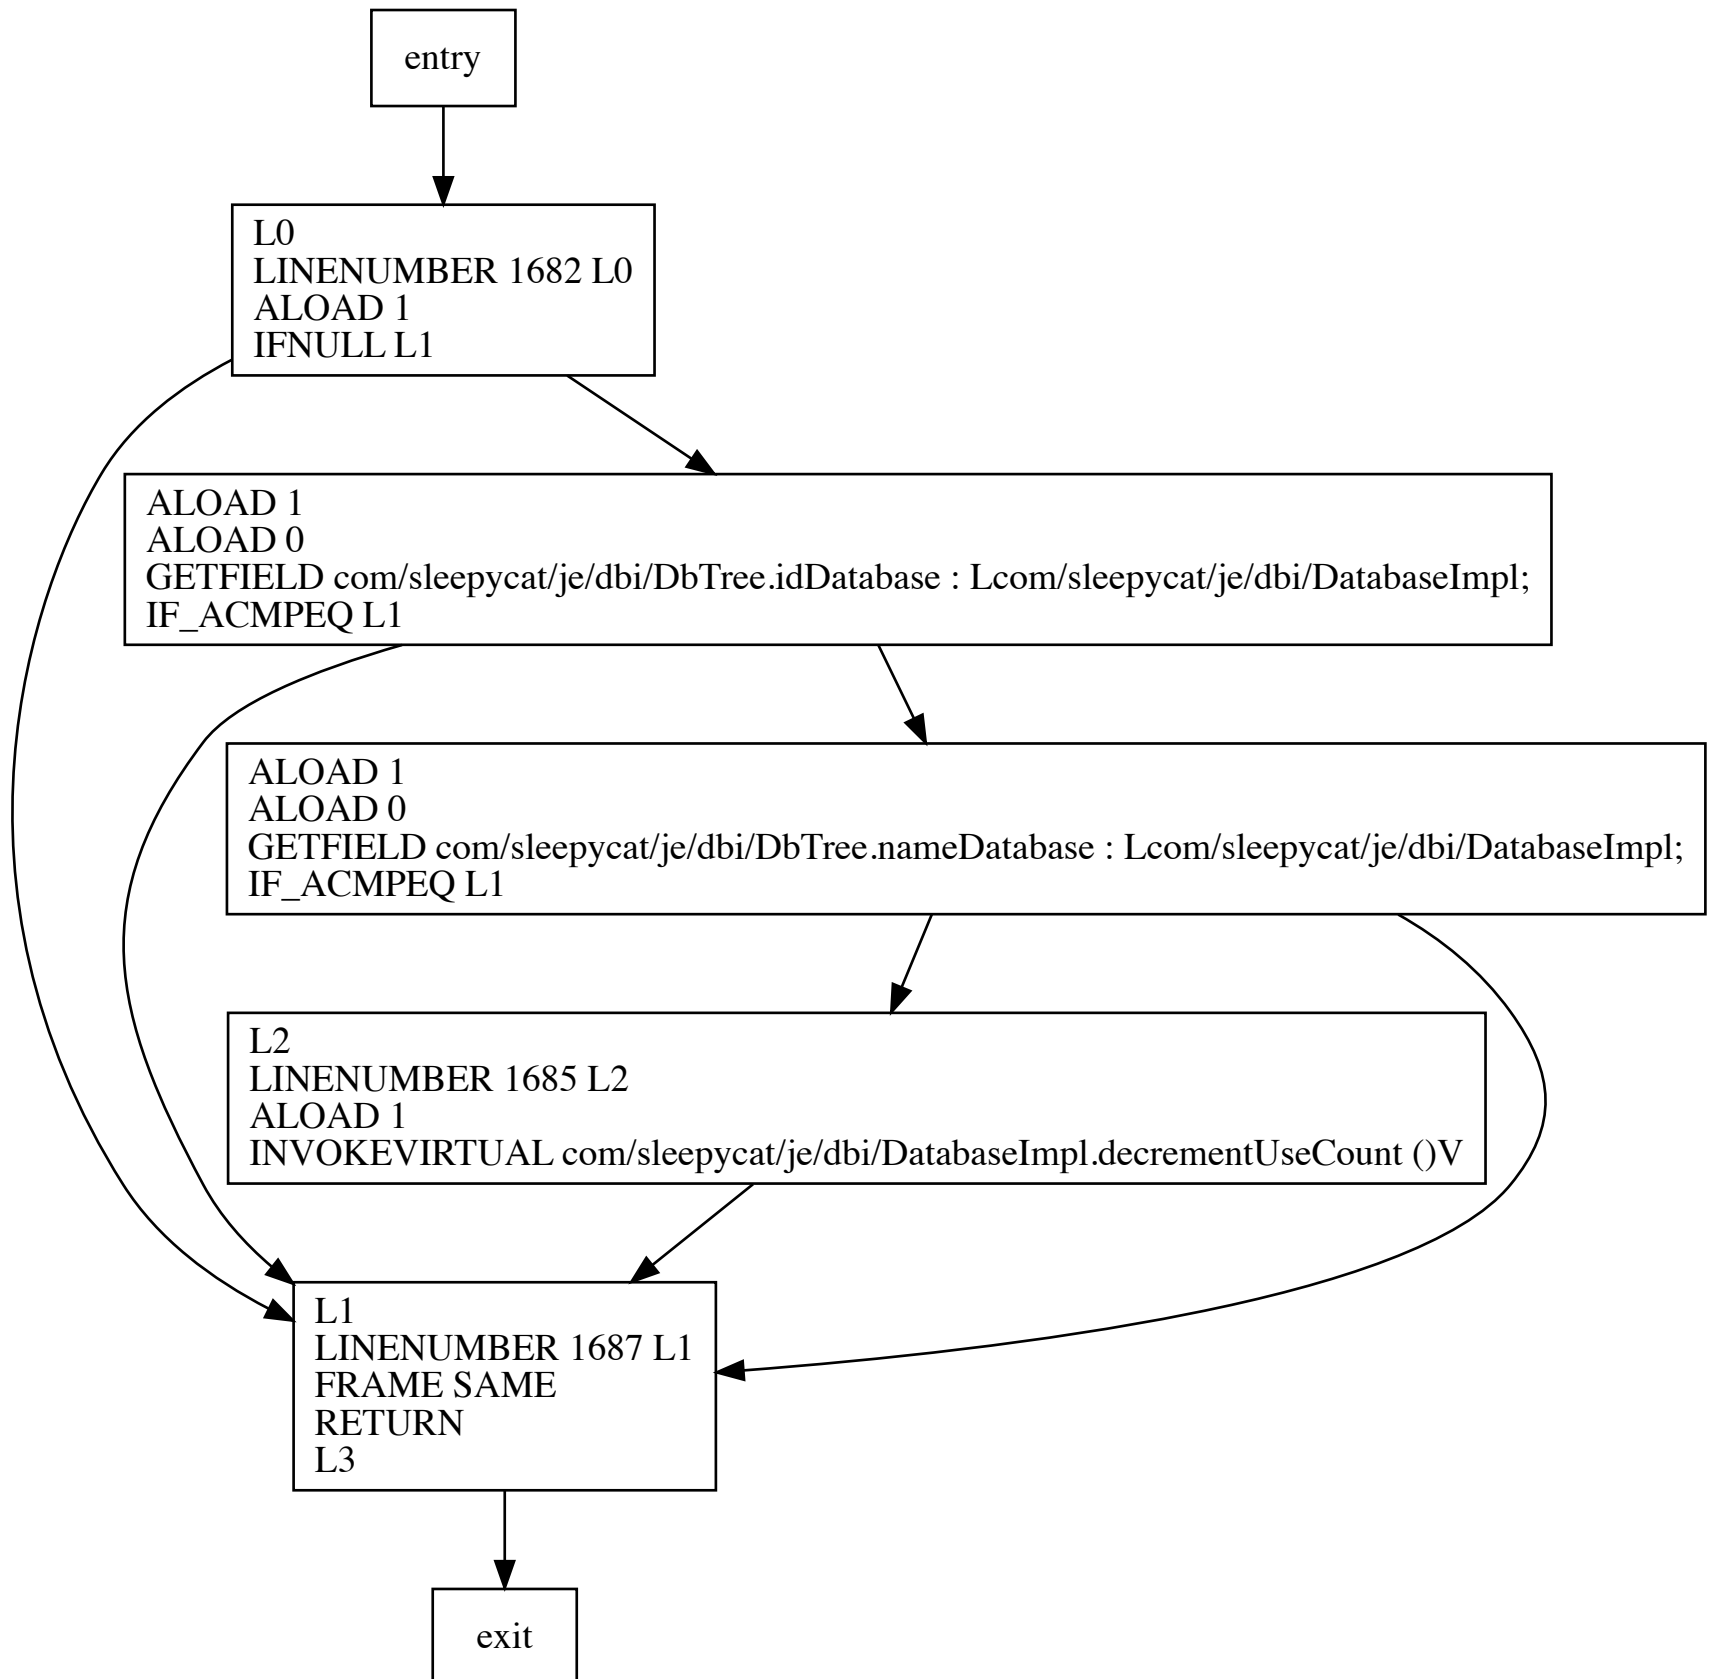 entry
L0
LINENUMBER 1682 L0
ALOAD 1
IFNULL L1
ALOAD 1
ALOAD 0
GETFIELD com/sleepycat/je/dbi/DbTree.idDatabase : Lcom/sleepycat/je/dbi/DatabaseImpl;
IF_ACMPEQ L1
ALOAD 1
ALOAD 0
GETFIELD com/sleepycat/je/dbi/DbTree.nameDatabase : Lcom/sleepycat/je/dbi/DatabaseImpl;
IF_ACMPEQ L1
L2
LINENUMBER 1685 L2
ALOAD 1
INVOKEVIRTUAL com/sleepycat/je/dbi/DatabaseImpl.decrementUseCount ()V
L1
LINENUMBER 1687 L1
FRAME SAME
RETURN
L3
exit